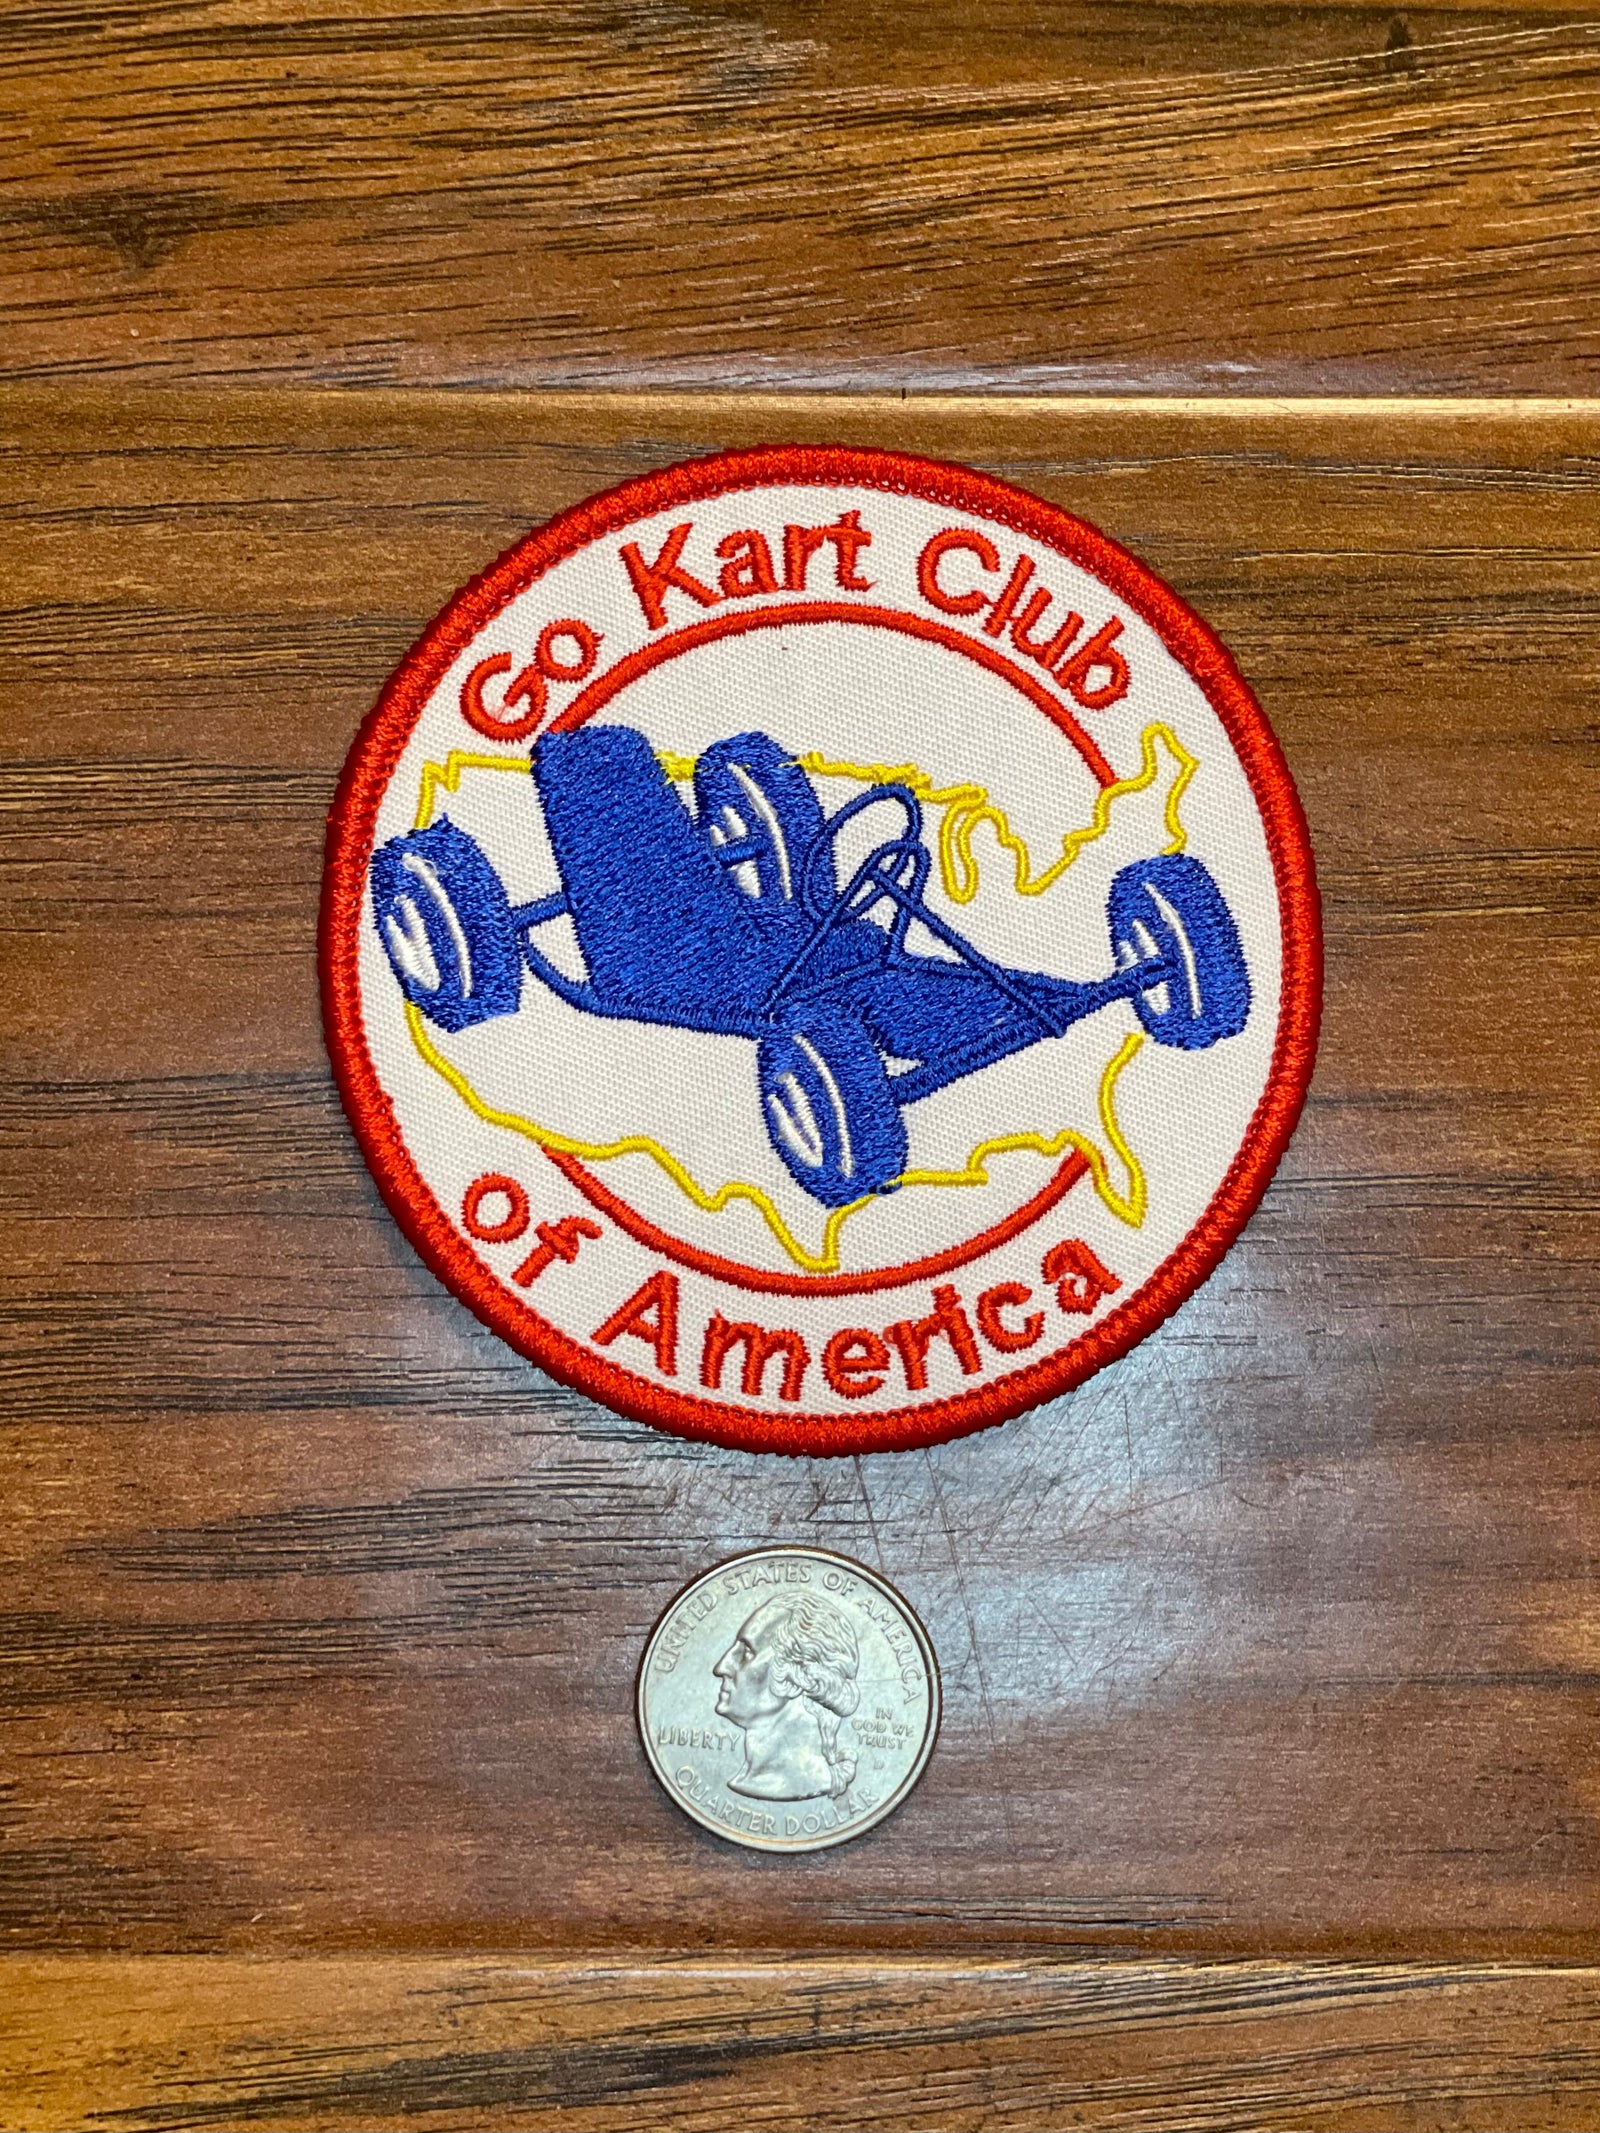 Go Kart Club
of America
UNITED STATES OF AMERICA
LIBERTY
IN
GOD WE
TRUST
D
QUARTER DOLLAR